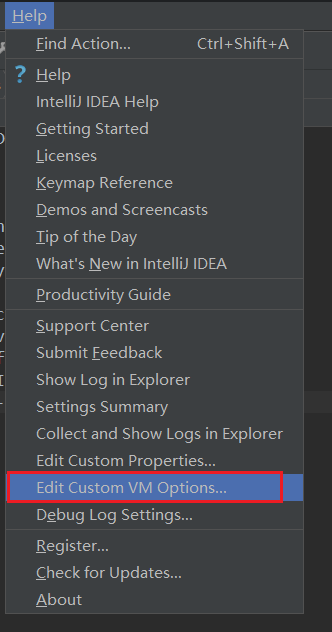 Help
Find Action... Ctrl+Shift+A
? Help
IntelliJ IDEA Help
Getting Started
Licenses
Keymap Reference
Demos and Screencasts
Tip of the Day
What's New in IntelliJ IDEA
Productivity Guide
Support Center
Submit Feedback
Show Log in Explorer
Settings Summary
Collect and Show Logs in Explorer
Edit Custom Properties...
Edit Custom VM Options...
Debug Log Settings...
Register...
Check for Updates...
About